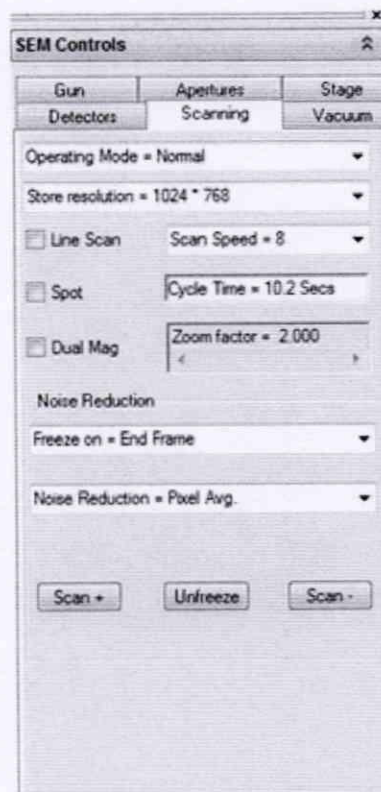 SEM Controls
Gun Apertures Stage
Detectors Scanning Vacuum
Operating Mode = Normal
Store resolution = 1024 * 768
Line Scan Scan Speed = 8
Spot Cycle Time = 10.2 Secs
Dual Mag Zoom factor = 2.000
Noise Reduction
Freeze on = End Frame
Noise Reduction = Pixel Avg.
Scan + Unfreeze Scan -